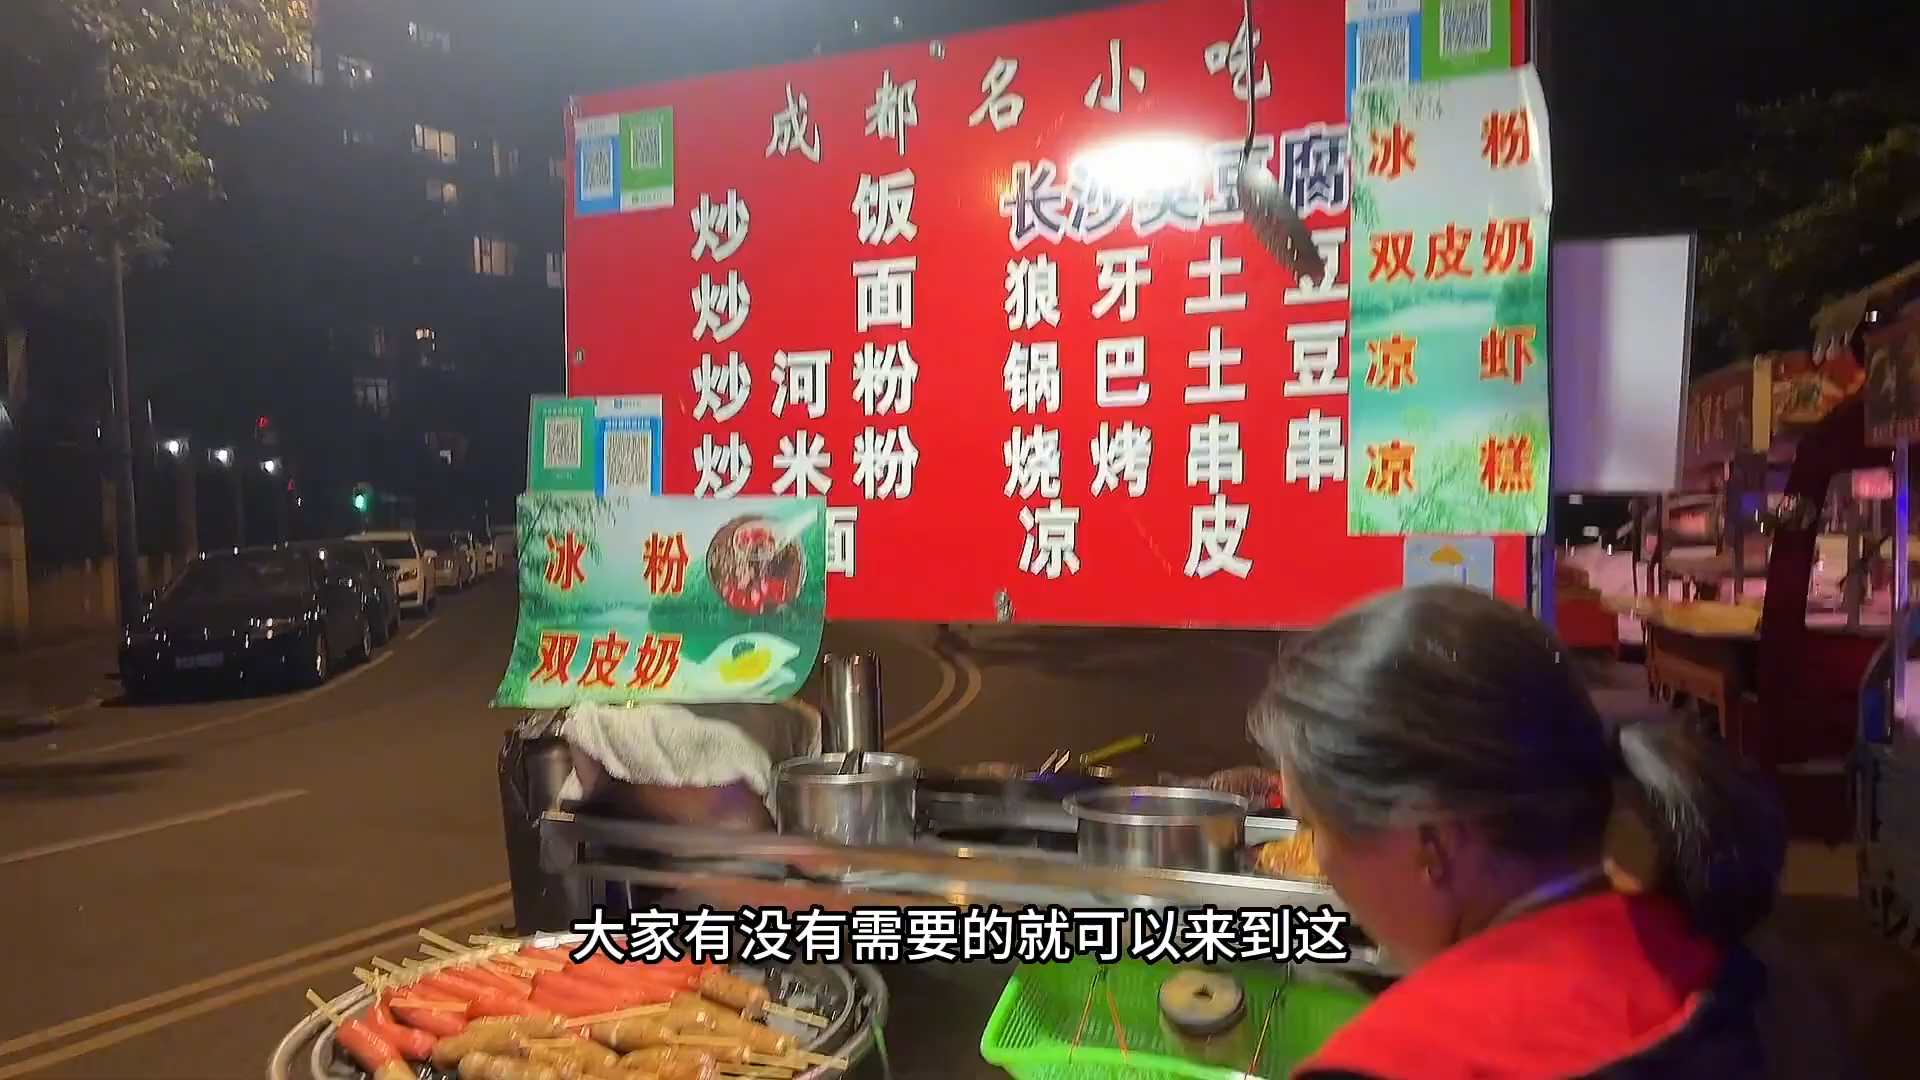 成都名小吃
炒饭
炒面
炒河粉
炒米粉
面
长沙臭豆腐
狼牙土豆
锅巴土豆
烧烤串串
凉皮
冰粉
双皮奶
凉虾
凉糕
冰粉
双皮奶
大家有没有需要的就可以来到这